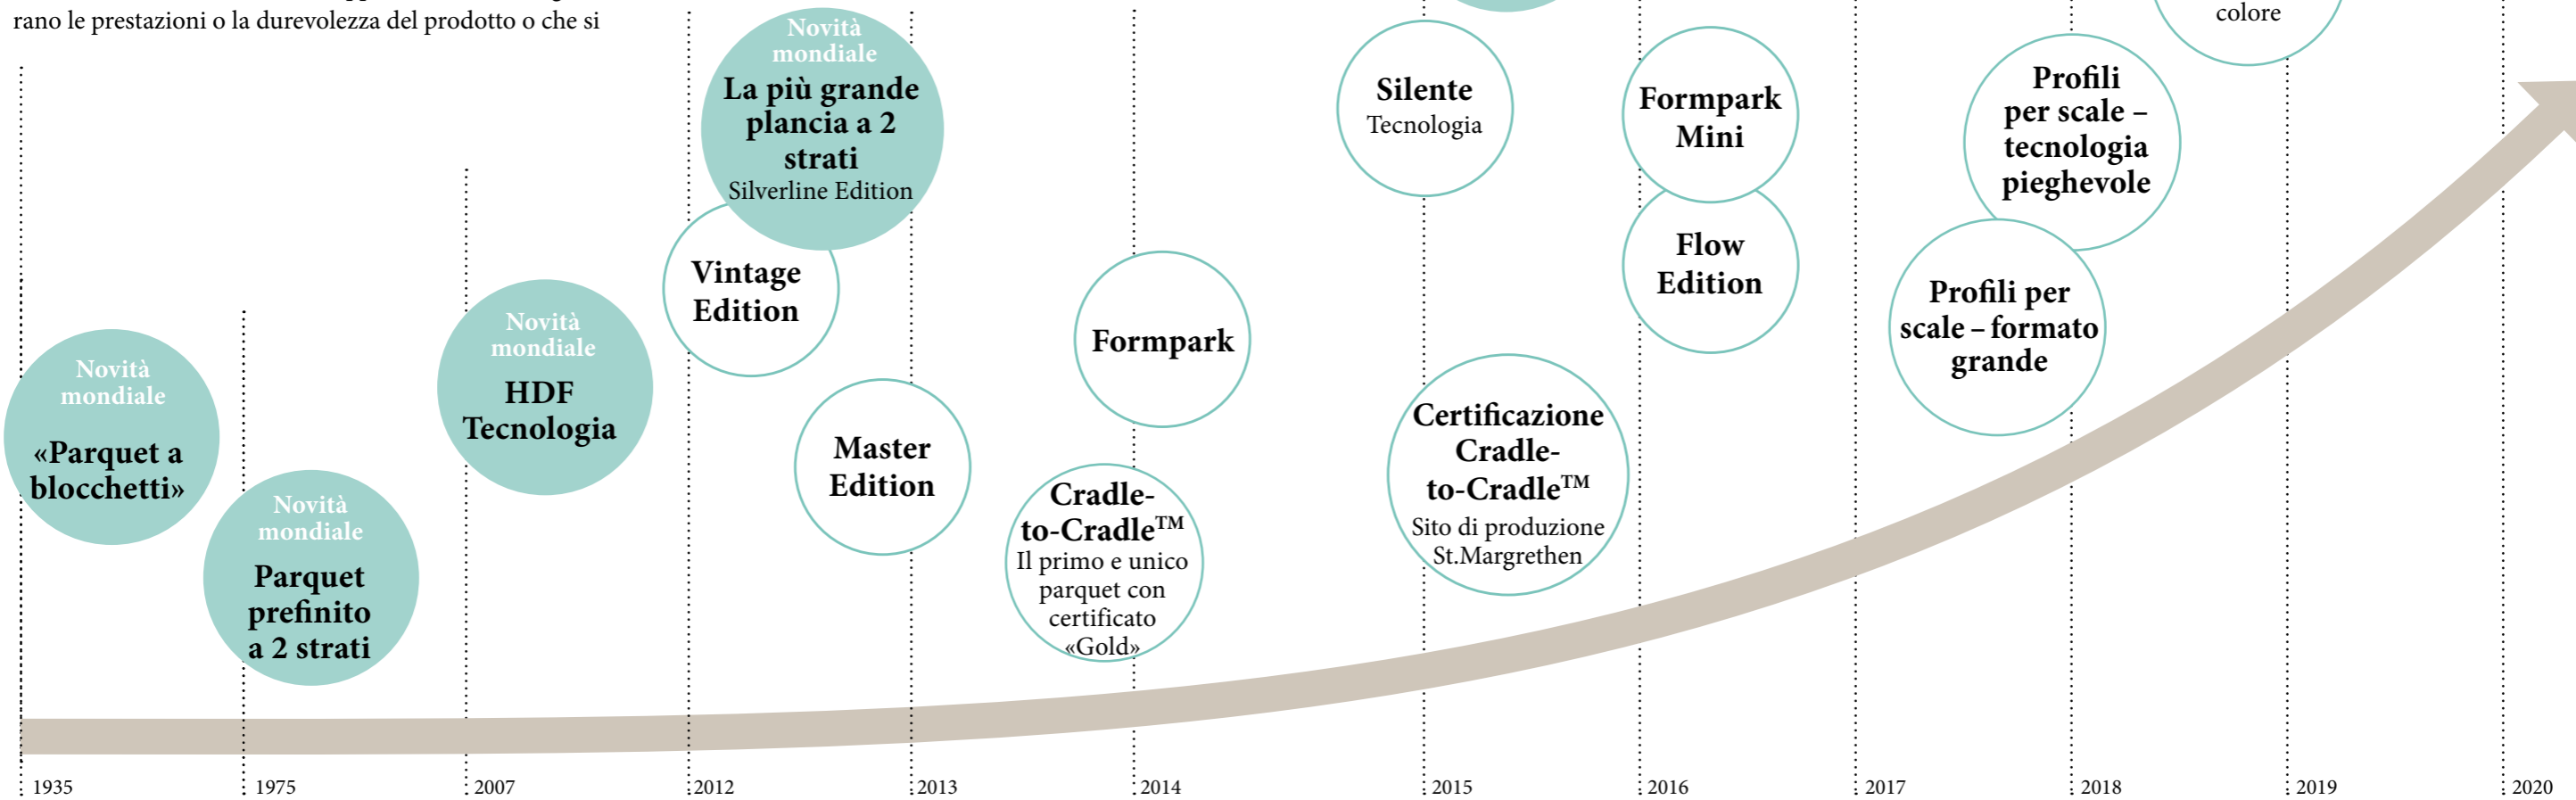 rano le prestazioni o la durevolezza del prodotto o che si
Novità
mondiale
«Parquet a
blocchetti»
Novità
mondiale
Parquet
prefinito
a 2 strati
Novità
mondiale
HDF
Tecnologia
Novità
mondiale
La più grande
plancia a 2
strati
Silverline Edition
Vintage
Edition
Master
Edition
Formpark
Cradle-
to-Cradle™
Il primo e unico
parquet con
certificato
«Gold»
Silente
Tecnologia
Certificazione
Cradle-
to-Cradle™
Sito di produzione
St.Margrethen
Formpark
Mini
Flow
Edition
Profili
per scale –
tecnologia
pieghevole
Profili per
scale – formato
grande
colore
1935
1975
2007
2012
2013
2014
2015
2016
2017
2018
2019
2020